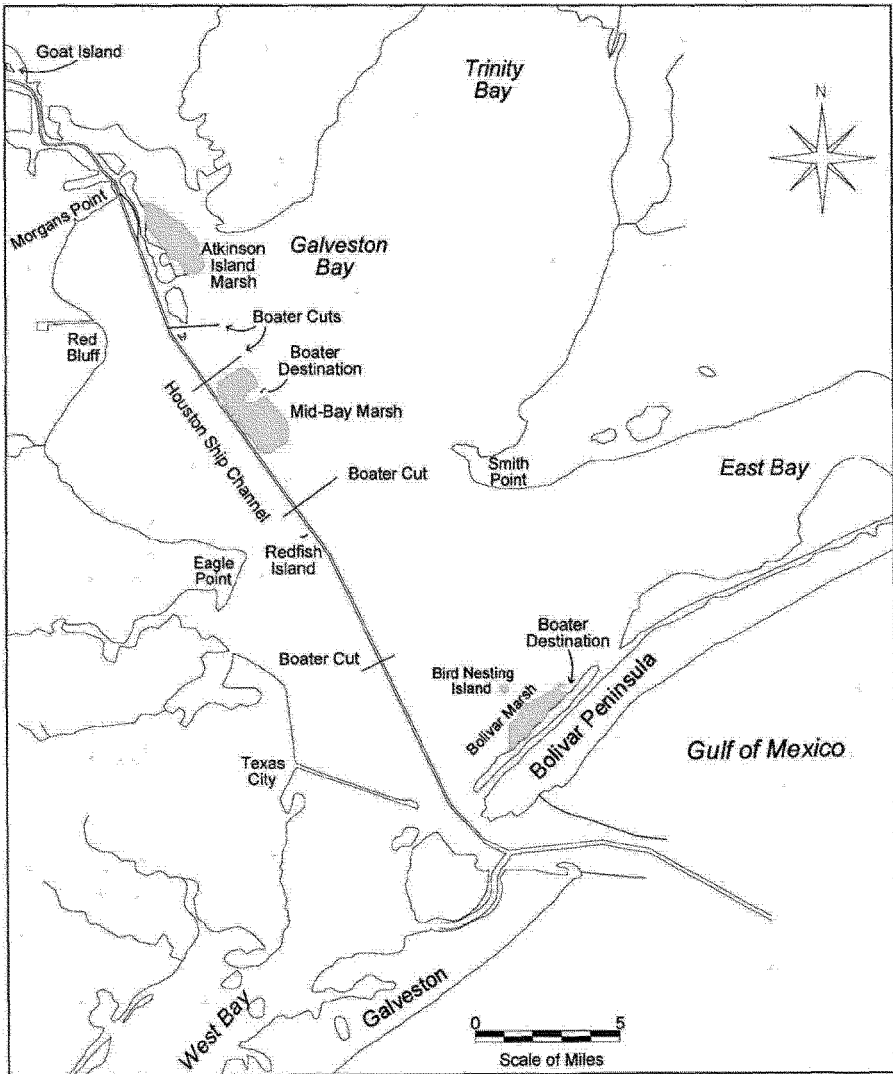 Goat Island
Trinity
Bay
N
Morgans Point
Atkinson
Island
Marsh
Galveston
Bay
Boater Cuts
Red
Bluff
Boater
Destination
Mid-Bay Marsh
Houston Ship Channel
Smith
Point
East Bay
Boater Cut
Redfish
Island
Eagle
Point
Boater
Destination
Boater Cut
Bird Nesting
Island
Bolivar Marsh
Bolivar Peninsula
Gulf of Mexico
Texas
City
West Bay
Galveston
0 5
Scale of Miles